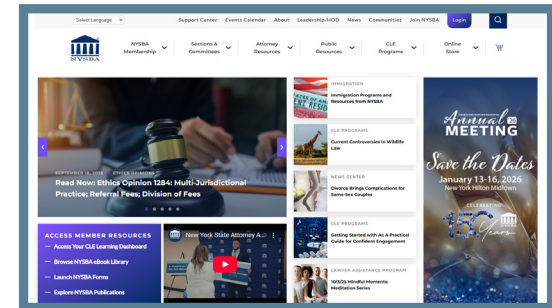 Select Language
Support Center Events Calendar About Leadership/HOD News Communities Join NYSBA Login
NYSBA
NYSBA Membership
Sections & Committees
Attorney Resources
Public Resources
CLE Programs
Online Store
SEPTEMBER 18, 2025 ETHICS OPINIONS
Read Now: Ethics Opinion 1284: Multi-Jurisdictional
Practice; Referral Fees; Division of Fees
IMMIGRATION
Immigration Programs and
Resources from NYSBA
CLE PROGRAMS
Current Controversies in Wildlife
Law
NEWS CENTER
Divorce Brings Complications for
Same-Sex Couples
CLE PROGRAMS
Getting Started with AI: A Practical
Guide for Confident Engagement
LAWYER ASSISTANCE PROGRAM
10/3/25 Mindful Moments:
Meditation Series
Annual 26
MEETING
Save the Dates
January 13-16, 2026
New York Hilton Midtown
CELEBRATING
150
Years
ACCESS MEMBER RESOURCES
— Access Your CLE Learning Dashboard
— Browse NYSBA eBook Library
— Launch NYSBA Forms
— Explore NYSBA Publications
New York State Attorney A...